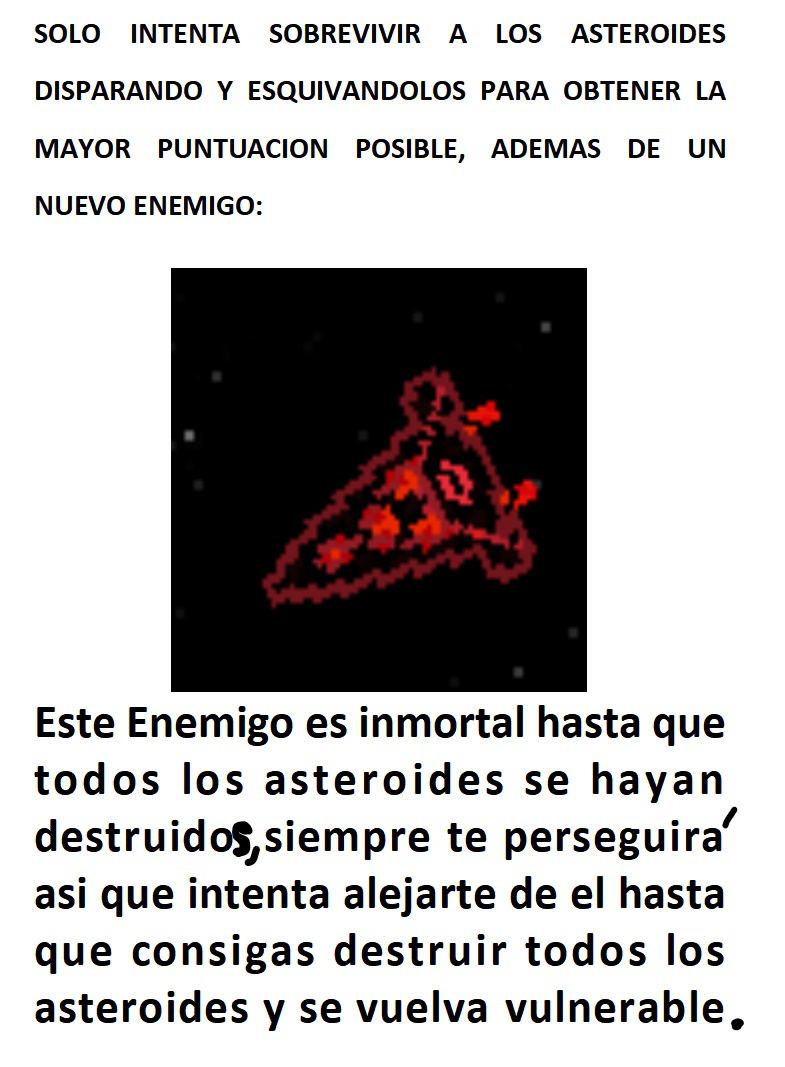 SOLO INTENTA SOBREVIVIR A LOS ASTEROIDES
DISPARANDO Y ESQUIVANDOLOS PARA OBTENER LA
MAYOR PUNTUACION POSIBLE, ADEMAS DE UN
NUEVO ENEMIGO:
Este Enemigo es inmortal hasta que
todos los asteroides se hayan
destruidos,siempre te perseguirá
asi que intenta alejarte de el hasta
que consigas destruir todos los
asteroides y se vuelva vulnerable.